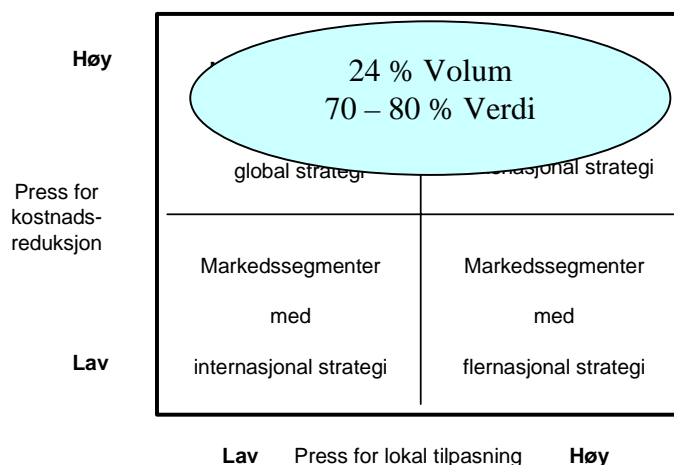 Høy
24 % Volum
70 – 80 % Verdi
global strategi
strategi
Press for
kostnads-
reduksjon
Markedssegmenter
Markedssegmenter
med
med
Lav
internasjonal strategi
flernasjonal strategi
Lav
Press for lokal tilpasning
Høy